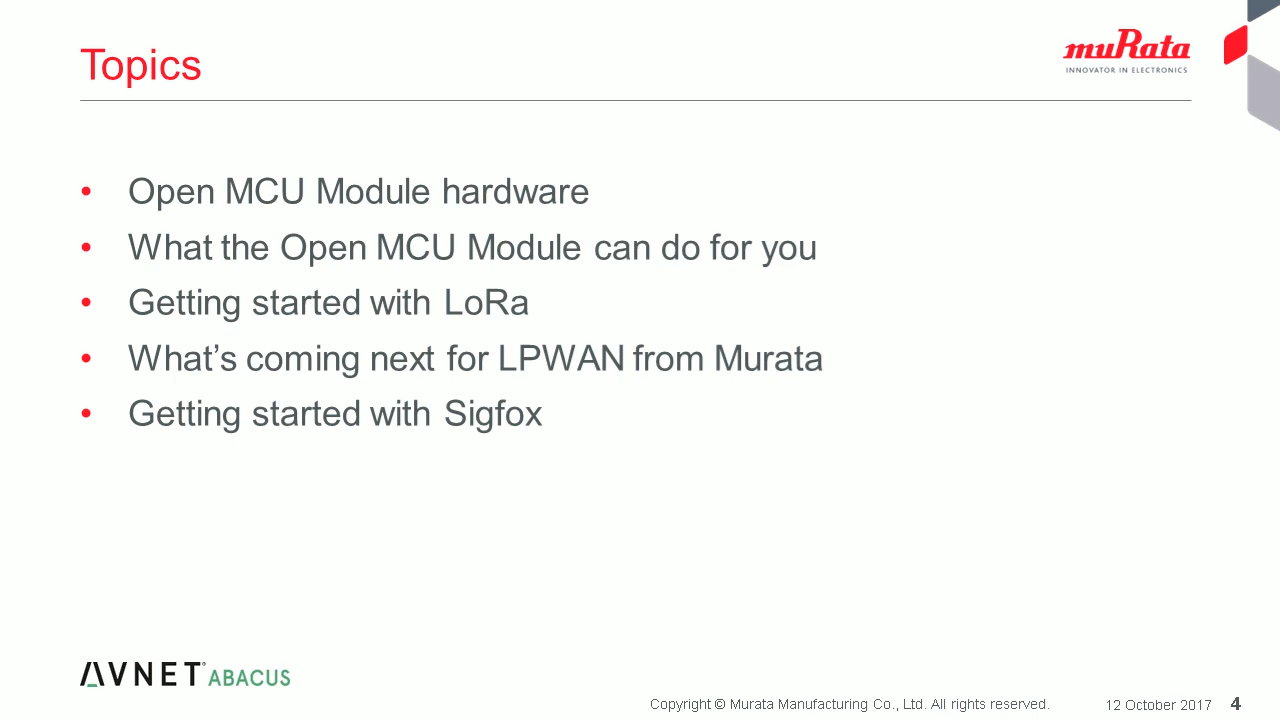 Topics
muRata
INNOVATOR IN ELECTRONICS
• Open MCU Module hardware
• What the Open MCU Module can do for you
• Getting started with LoRa
• What’s coming next for LPWAN from Murata
• Getting started with Sigfox
AVNET® ABACUS
Copyright © Murata Manufacturing Co., Ltd. All rights reserved. 12 October 2017 4